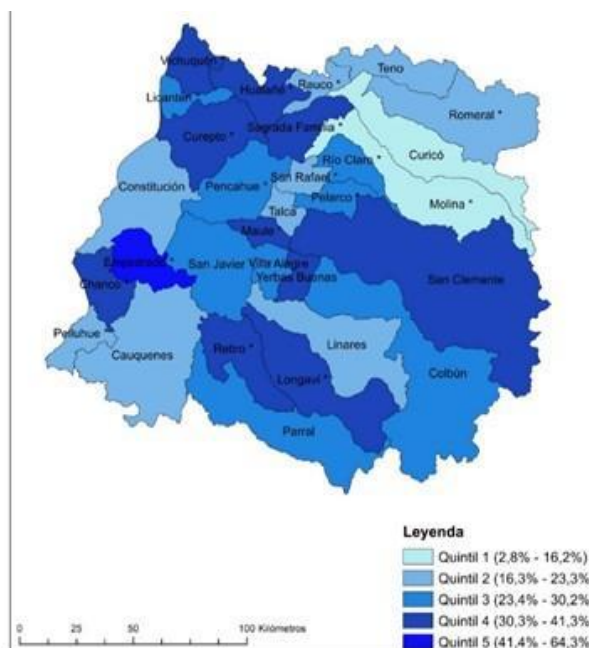 Vichuquén *
Teno
Rauco *
Hualañé *
Licantén *
Romeral *
Sagrada Familia *
Curepto *
Curicó
Río Claro *
Constitución
Pencahue *
San Rafael *
Pelarco *
Molina *
Talca
Maule *
Empedrado *
San Javier
Villa Alegre
Yerbas Buenas
San Clemente
Chanco *
Pelluhue *
Cauquenes
Retiro *
Linares
Longaví *
Colbún
Parral
Leyenda
Quintil 1 (2,8% - 16,2%)
Quintil 2 (16,3% - 23,3%)
Quintil 3 (23,4% - 30,2%)
Quintil 4 (30,3% - 41,3%)
Quintil 5 (41,4% - 64,3%)
0 50 100 Kilómetros